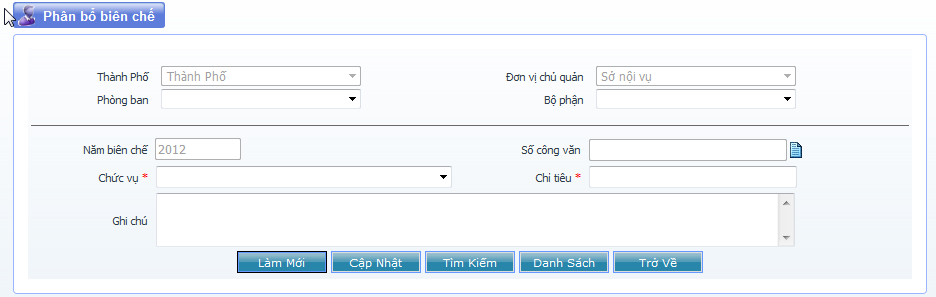 Phân bổ biên chế
Thành Phố Thành Phố Đơn vị chủ quản Sở nội vụ
Phòng ban Bộ phận
Năm biên chế 2012 Số công văn
Chức vụ * Chỉ tiêu *
Ghi chú
Làm Mới Cập Nhật Tìm Kiếm Danh Sách Trở Về